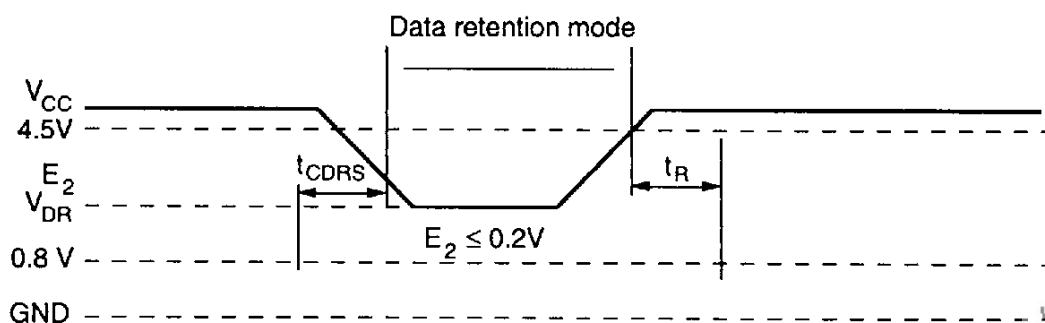 Data retention mode
V_CC
4.5V
t_CDRS
t_R
E_2
V_DR
E_2 ≤ 0.2V
0.8 V
GND